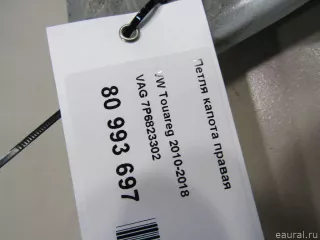 Петля капота правая
VW Touareg 2010-2018
VAG 7P6823302
80 993 697
eaural.ru